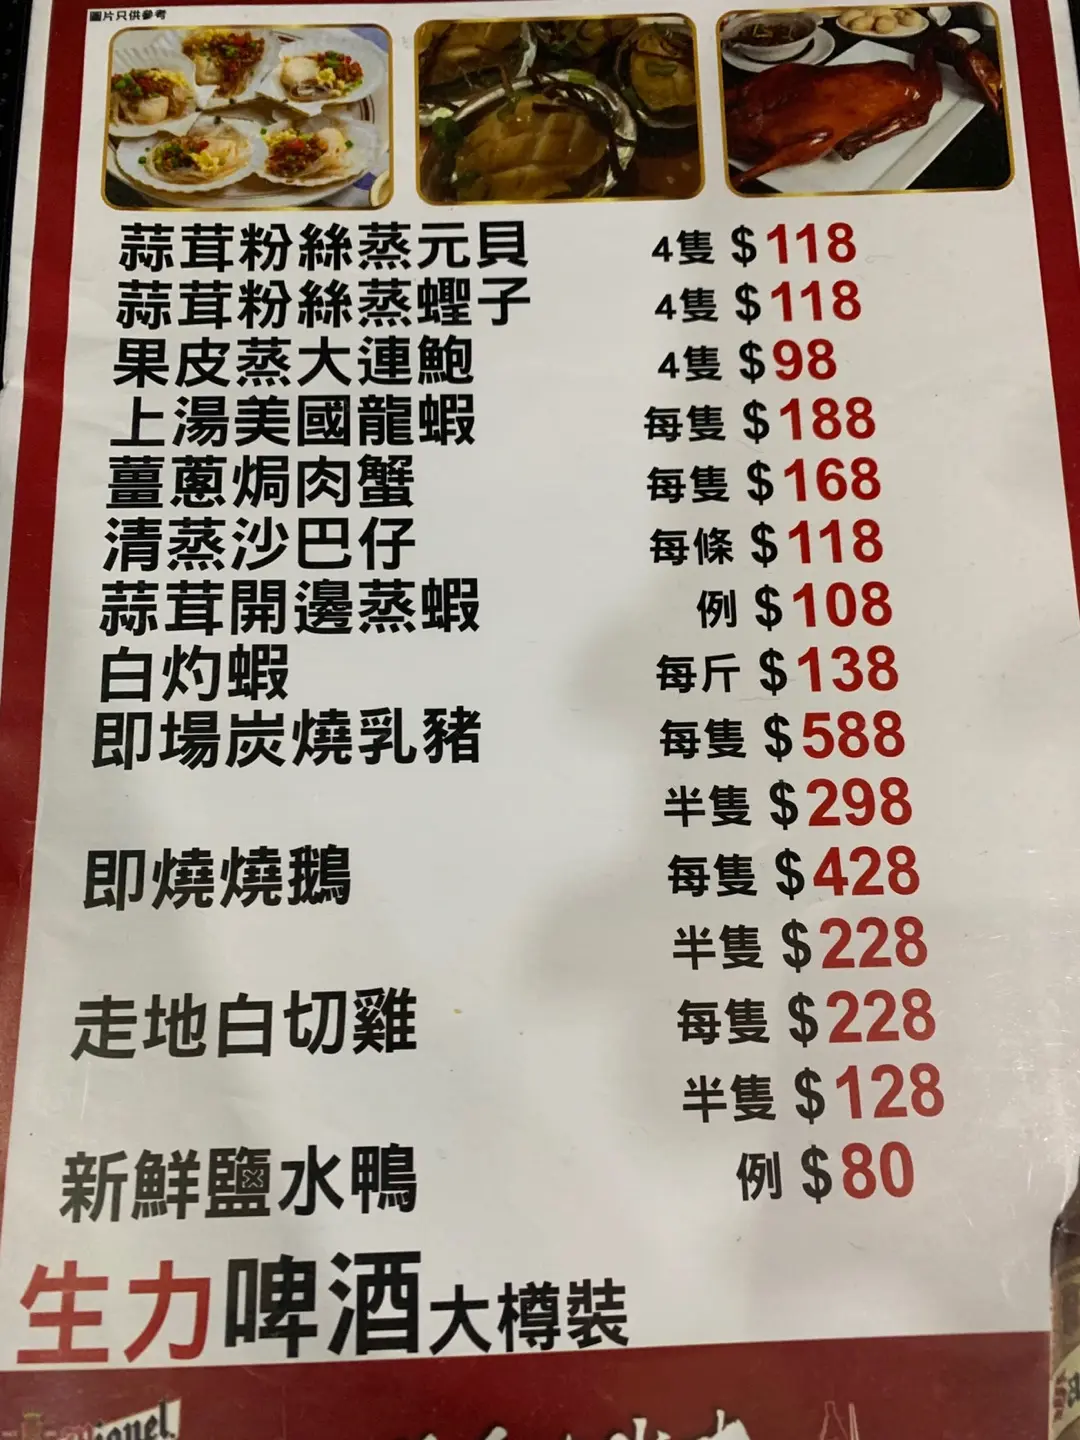 圖片只供參考
蒜茸粉絲蒸元貝 4隻 $118
蒜茸粉絲蒸蟶子 4隻 $118
果皮蒸大連鮑 4隻 $98
上湯美國龍蝦 每隻 $188
薑蔥焗肉蟹 每隻 $168
清蒸沙巴仔 每條 $118
蒜茸開邊蒸蝦 例 $108
白灼蝦 每斤 $138
即場炭燒乳豬 每隻 $588
半隻 $298
即燒燒鵝 每隻 $428
半隻 $228
走地白切雞 每隻 $228
半隻 $128
新鮮鹽水鴨 例 $80
生力啤酒大樽裝